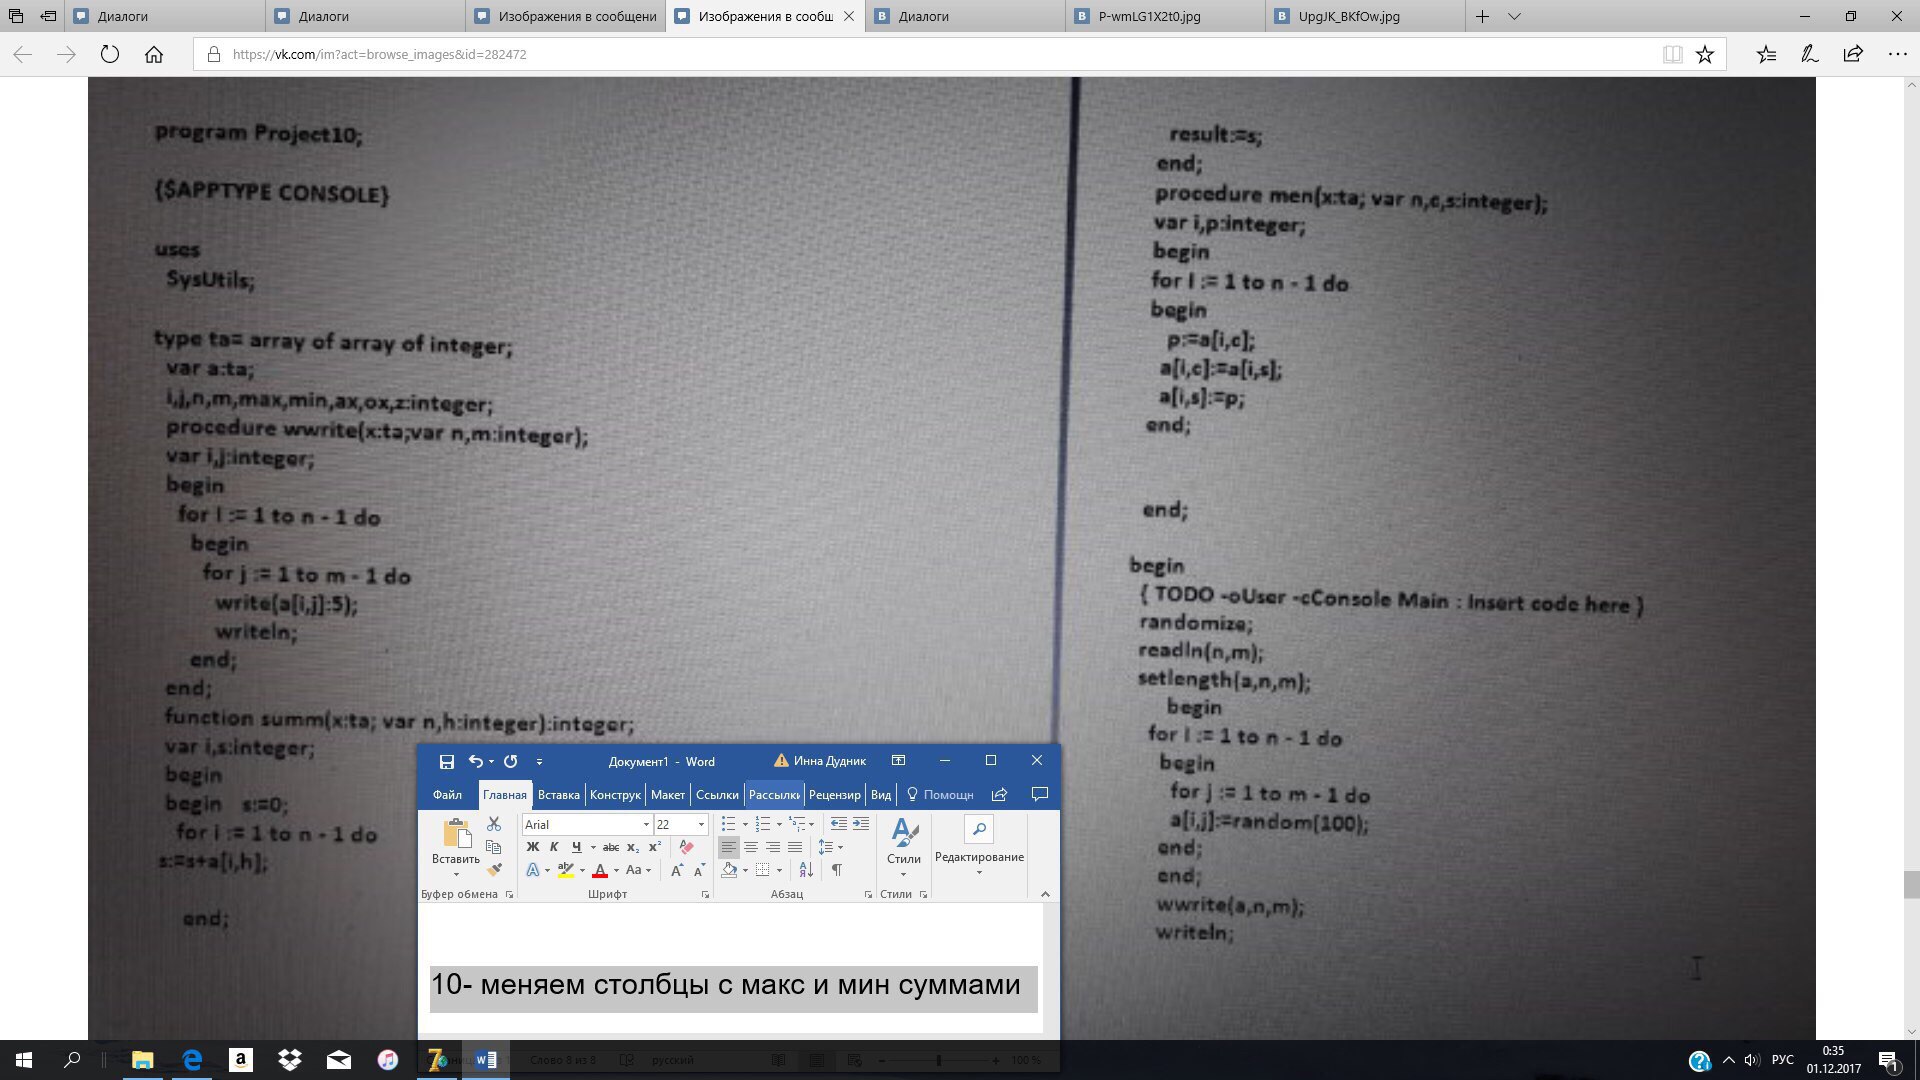 Диалоги
Диалоги
Изображения в сообщени
Изображения в сообщ
Диалоги
P-wmLG1X2t0.jpg
UpgJK_BKfOw.jpg
https://vk.com/im?act=browse_images&id=282472
program Project10;
{$APPTYPE CONSOLE}
uses
SysUtils;
type ta= array of array of integer;
var a:ta;
i,j,n,m,max,min,ax,ox,z:integer;
procedure wwrite(x:ta;var n,m:integer);
var i,j:integer;
begin
for I := 1 to n - 1 do
begin
for j := 1 to m - 1 do
write(a[i,j]:5);
writeln;
end;
end;
function summ(x:ta; var n,h:integer):integer;
var i,s:integer;
begin
begin s:=0;
for i := 1 to n - 1 do
s:=s+a[i,h];
end;
result:=s;
end;
procedure men(x:ta; var n,c,s:integer);
var i,p:integer;
begin
for I := 1 to n - 1 do
begin
p:=a[i,c];
a[i,c]:=a[i,s];
a[i,s]:=p;
end;
end;
begin
{ TODO -oUser -cConsole Main : Insert code here }
randomize;
readln(n,m);
setlength(a,n,m);
begin
for I := 1 to n - 1 do
begin
for j := 1 to m - 1 do
a[i,j]:=random(100);
end;
end;
wwrite(a,n,m);
writeln;
Документ1 - Word
Инна Дудник
Файл Главная Вставка Конструк Макет Ссылки Рассылки Рецензир Вид Помощн
Arial 22
Вставить
Ж К Ч abc x₂ x²
Aa
Стили
Редактирование
Буфер обмена
Шрифт
Абзац
Стили
10- меняем столбцы с макс и мин суммами
Слово 8 из 8
русский
100 %
РУС
0:35
01.12.2017